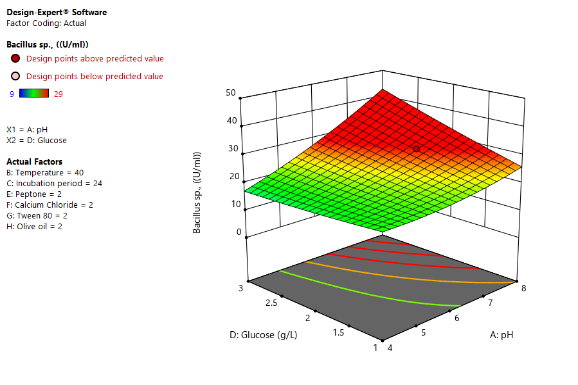 Design-Expert® Software
Factor Coding: Actual
Bacillus sp., ((U/ml))
Design points above predicted value
Design points below predicted value
9 29
X1 = A: pH
X2 = D: Glucose
Actual Factors
B: Temperature = 40
C: Incubation period = 24
E: Peptone = 2
F: Calcium Chloride = 2
G: Tween 80 = 2
H: Olive oil = 2
Bacillus sp., ((U/ml))
50
40
30
20
10
0
3
2.5
2
1.5
1
4
5
6
7
8
D: Glucose (g/L)
A: pH